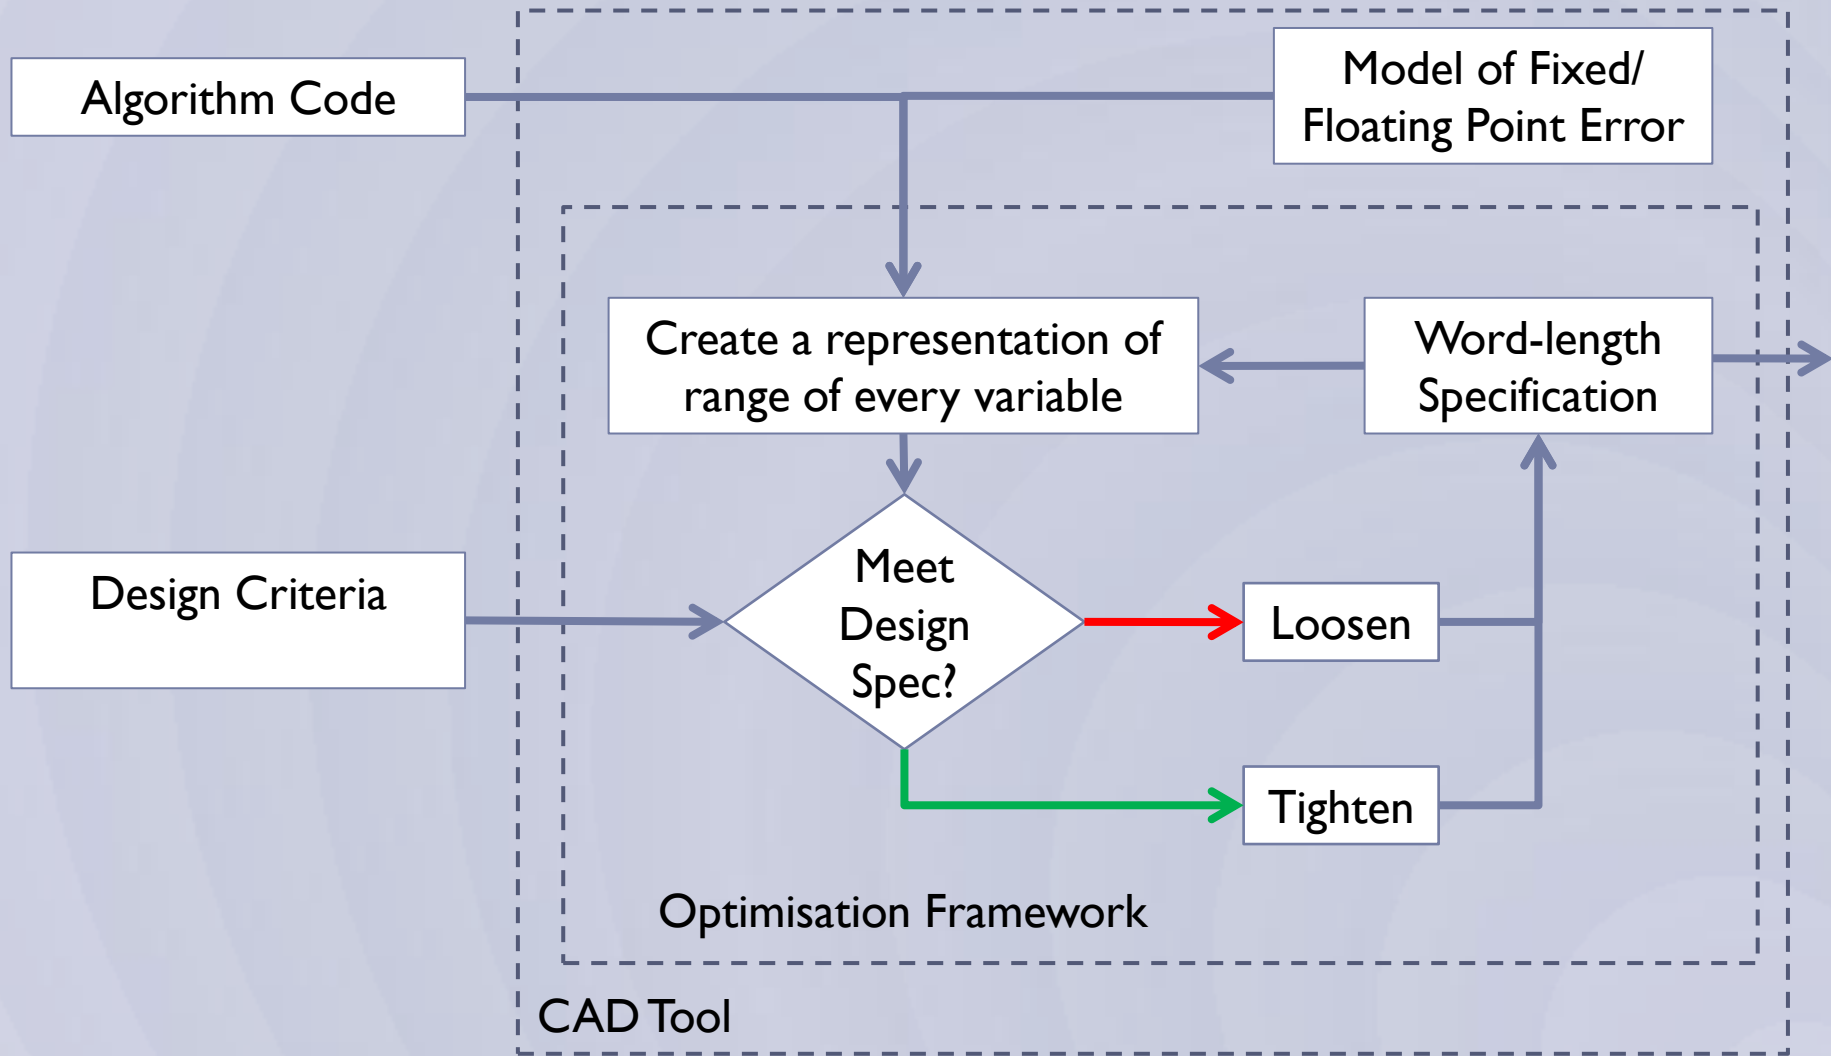 Algorithm Code
Model of Fixed/
Floating Point Error
Create a representation of
range of every variable
Word-length
Specification
Design Criteria
Meet
Design
Spec?
Loosen
Tighten
Optimisation Framework
CAD Tool